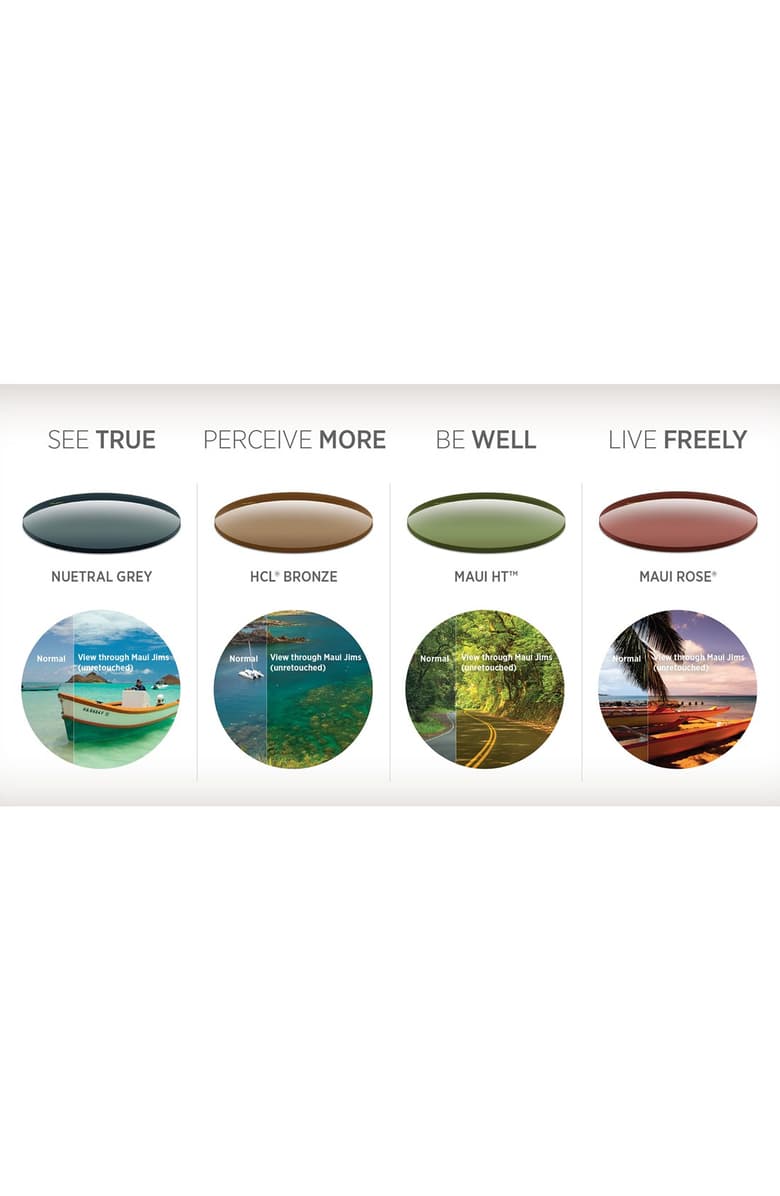 SEE TRUE
PERCEIVE MORE
BE WELL
LIVE FREELY
NUETRAL GREY
HCL® BRONZE
MAUI HT™
MAUI ROSE®
Normal
View through Maui Jims
(unretouched)
Normal
View through Maui Jims
(unretouched)
Normal
View through Maui Jims
(unretouched)
Normal
View through Maui Jims
(unretouched)